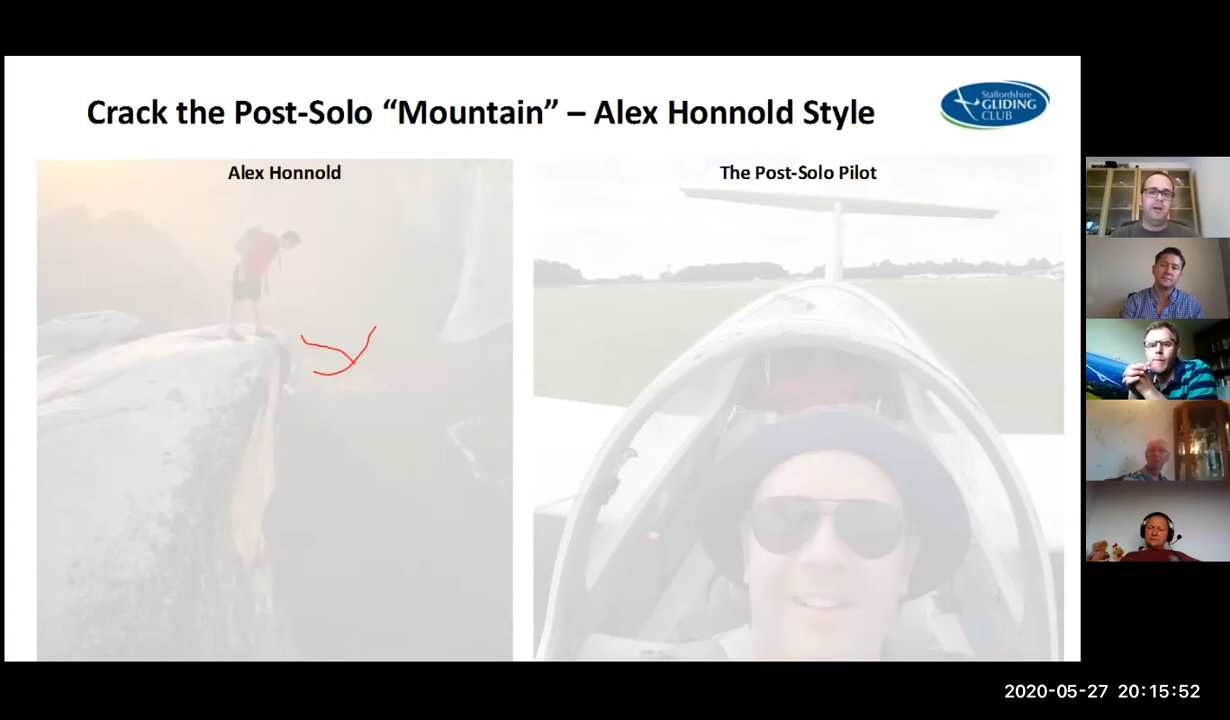 Crack the Post-Solo “Mountain” – Alex Honnold Style
Staffordshire
GLIDING
CLUB
Alex Honnold
The Post-Solo Pilot
2020-05-27 20:15:52